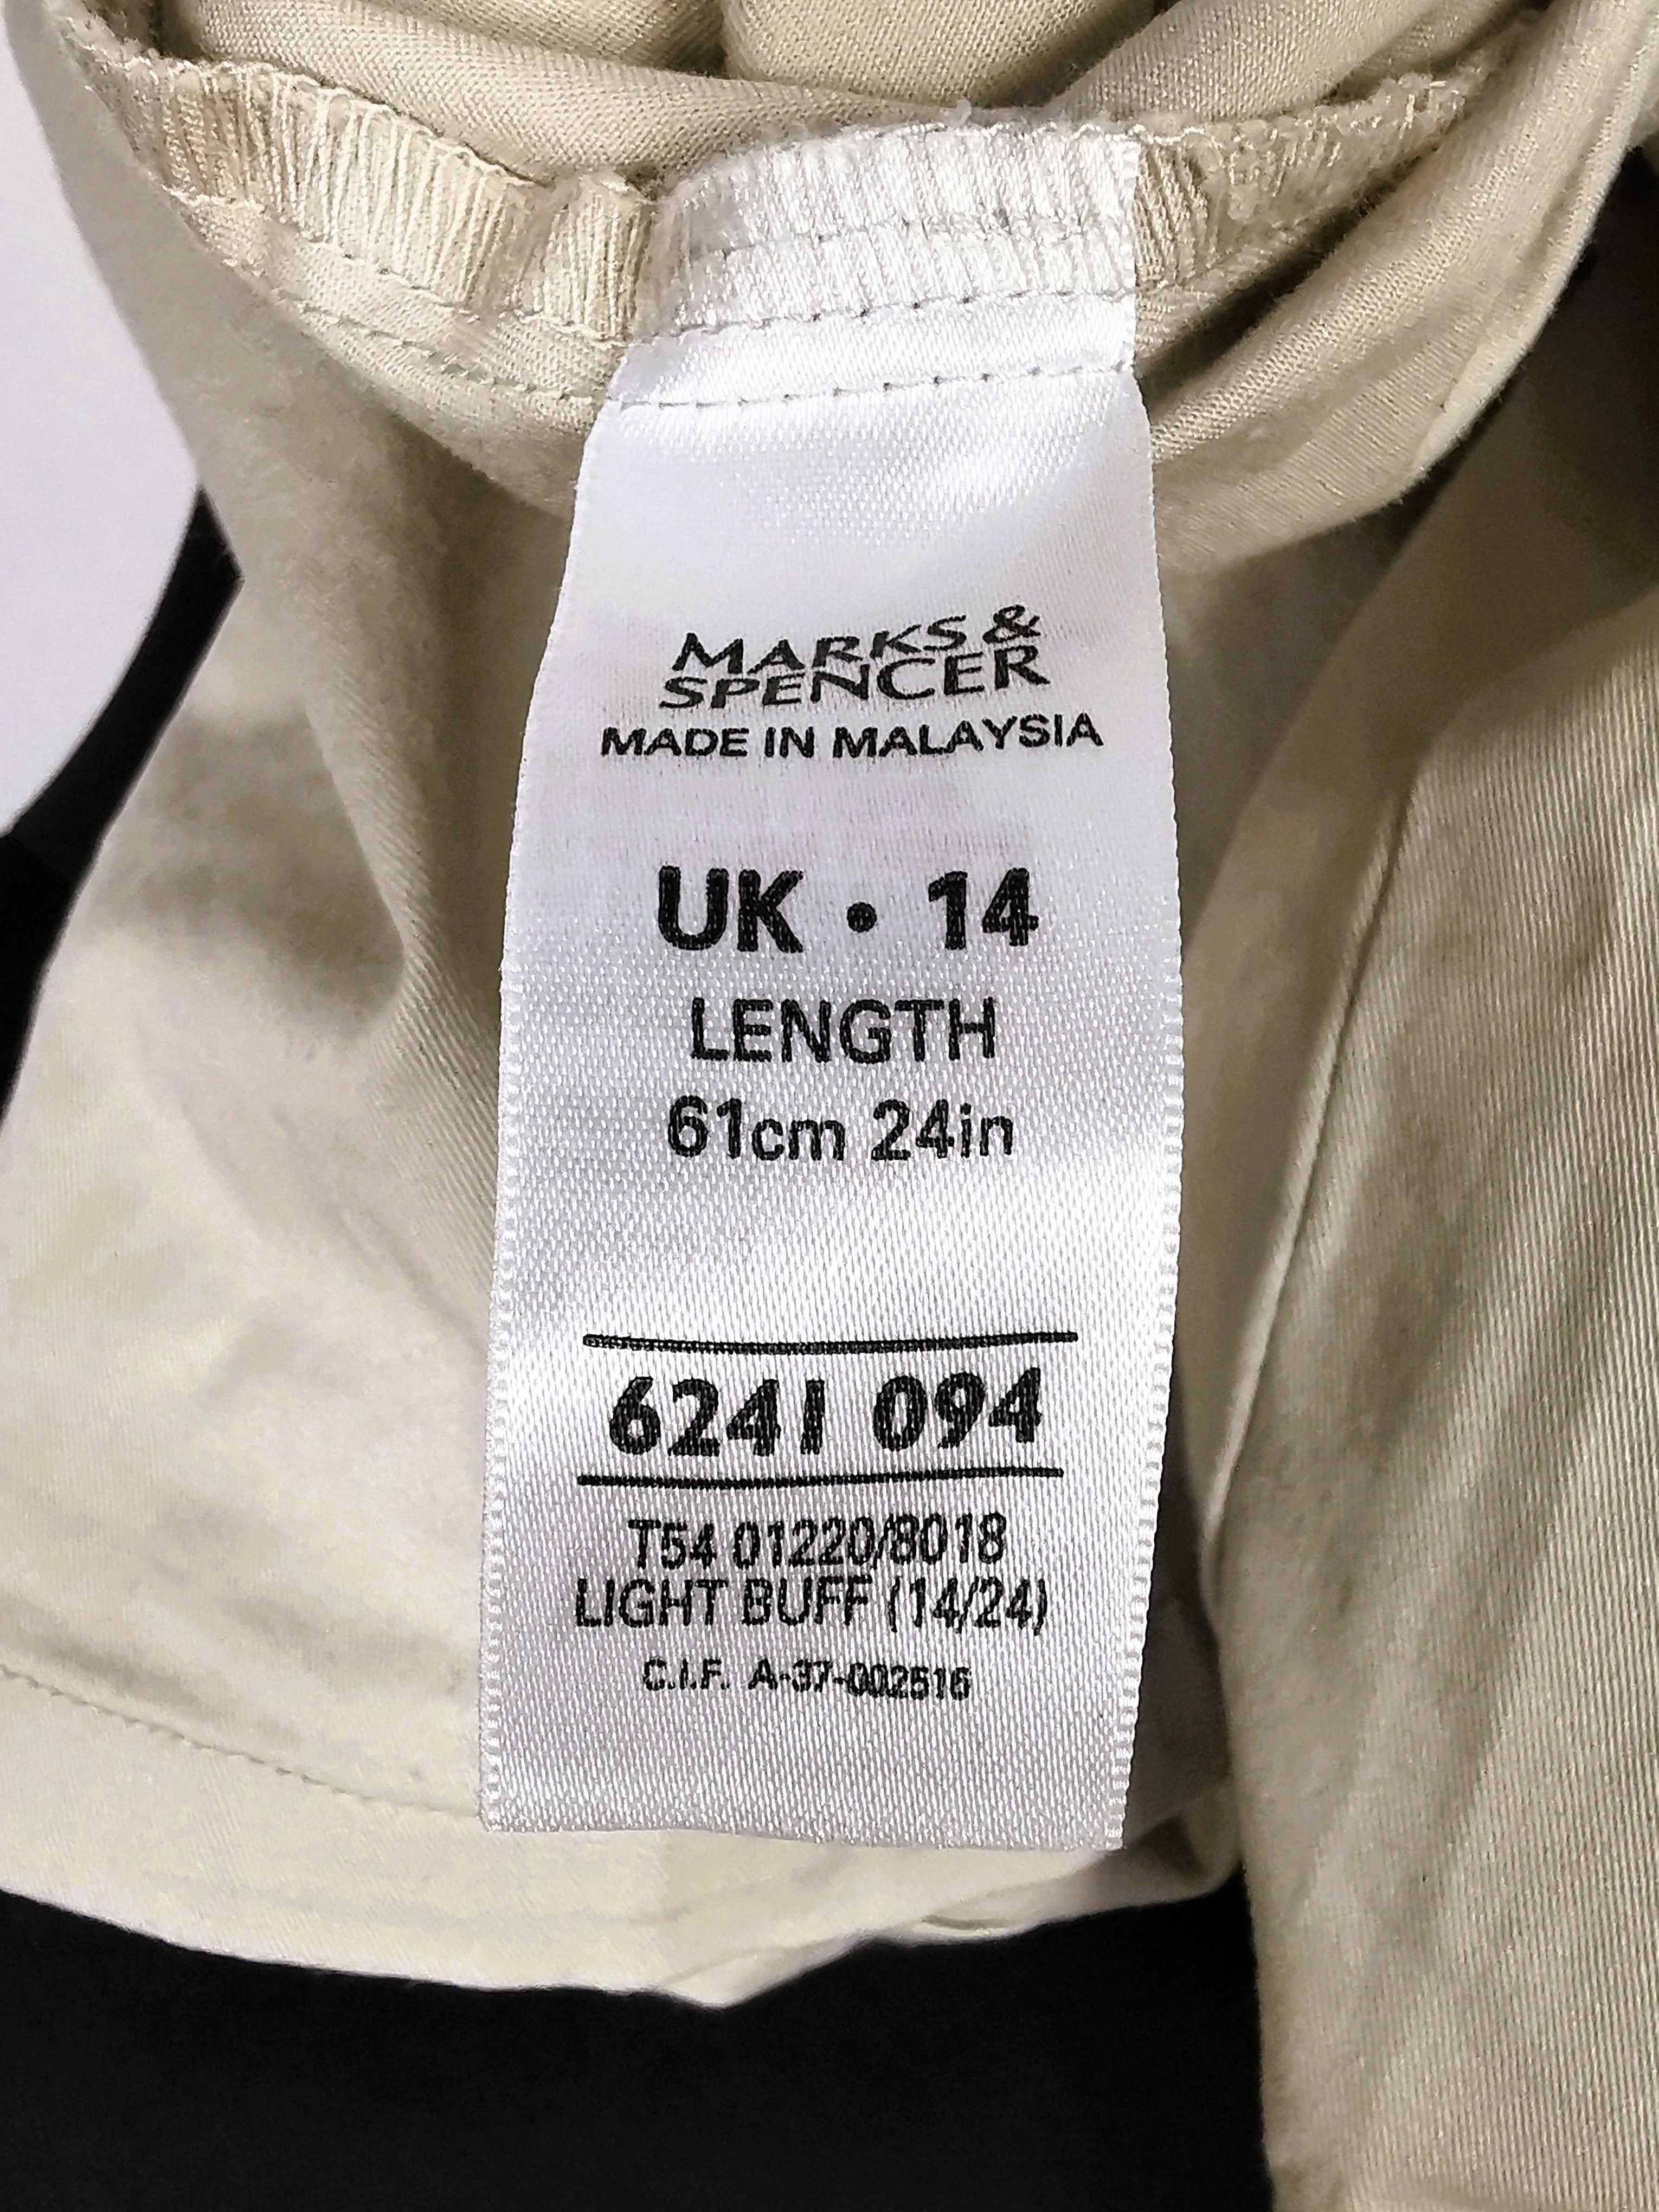 MARKS &
SPENCER
MADE IN MALAYSIA
UK • 14
LENGTH
61cm 24in
6241 094
T54 01220/8018
LIGHT BUFF (14/24)
C.I.F. A-37-002516